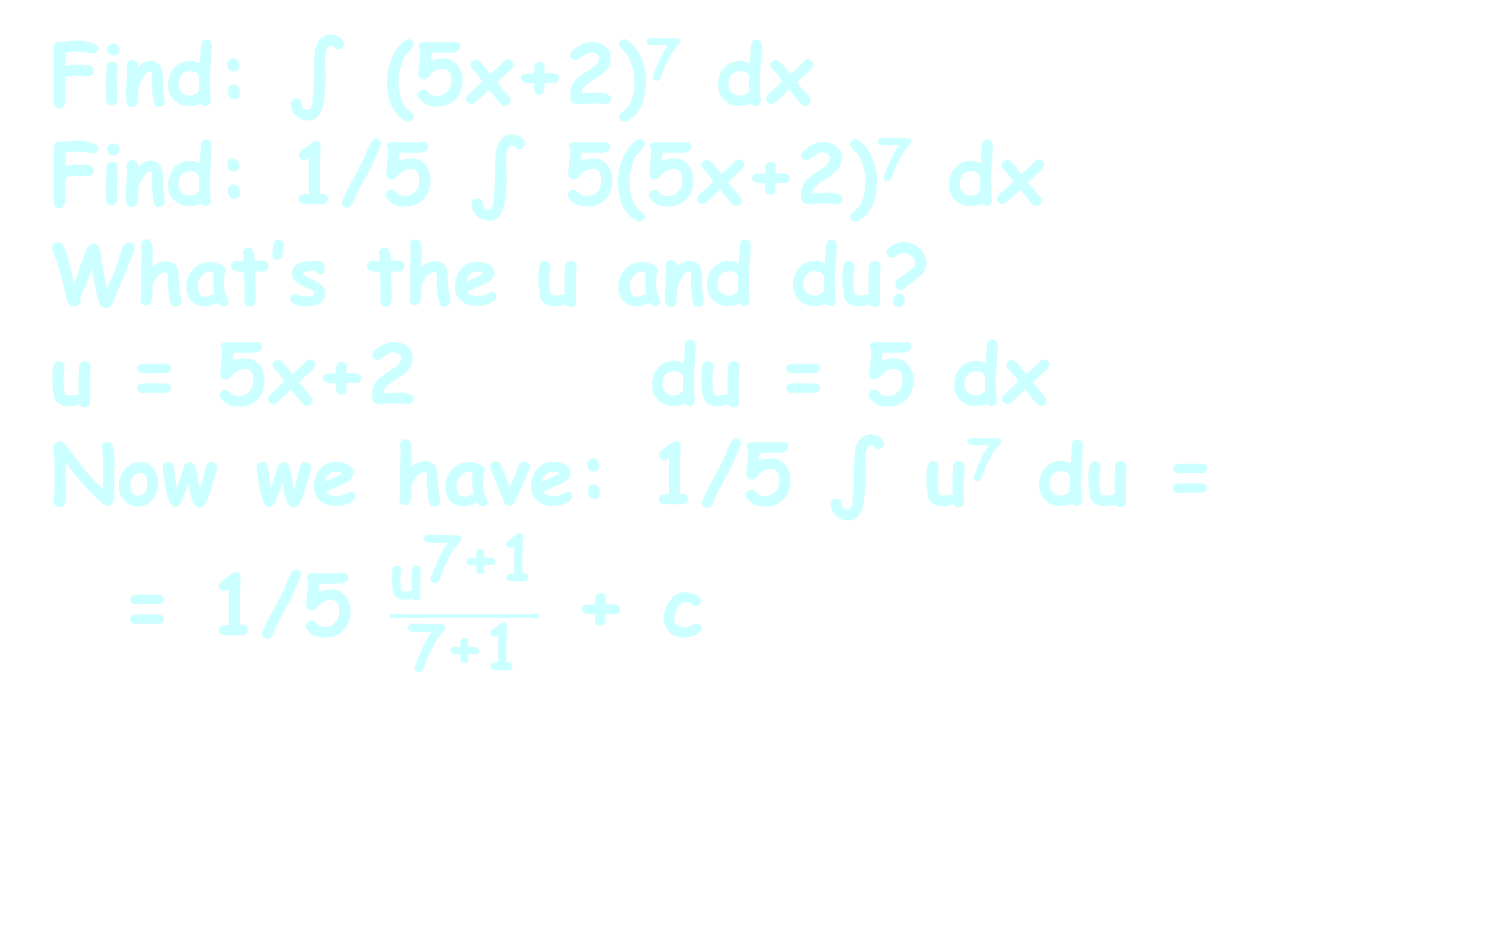 Find: ∫ (5x+2)⁷ dx
Find: 1/5 ∫ 5(5x+2)⁷ dx
What's the u and du?
u = 5x+2 du = 5 dx
Now we have: 1/5 ∫ u⁷ du =
= 1/5 u⁷⁺¹/7+1 + c